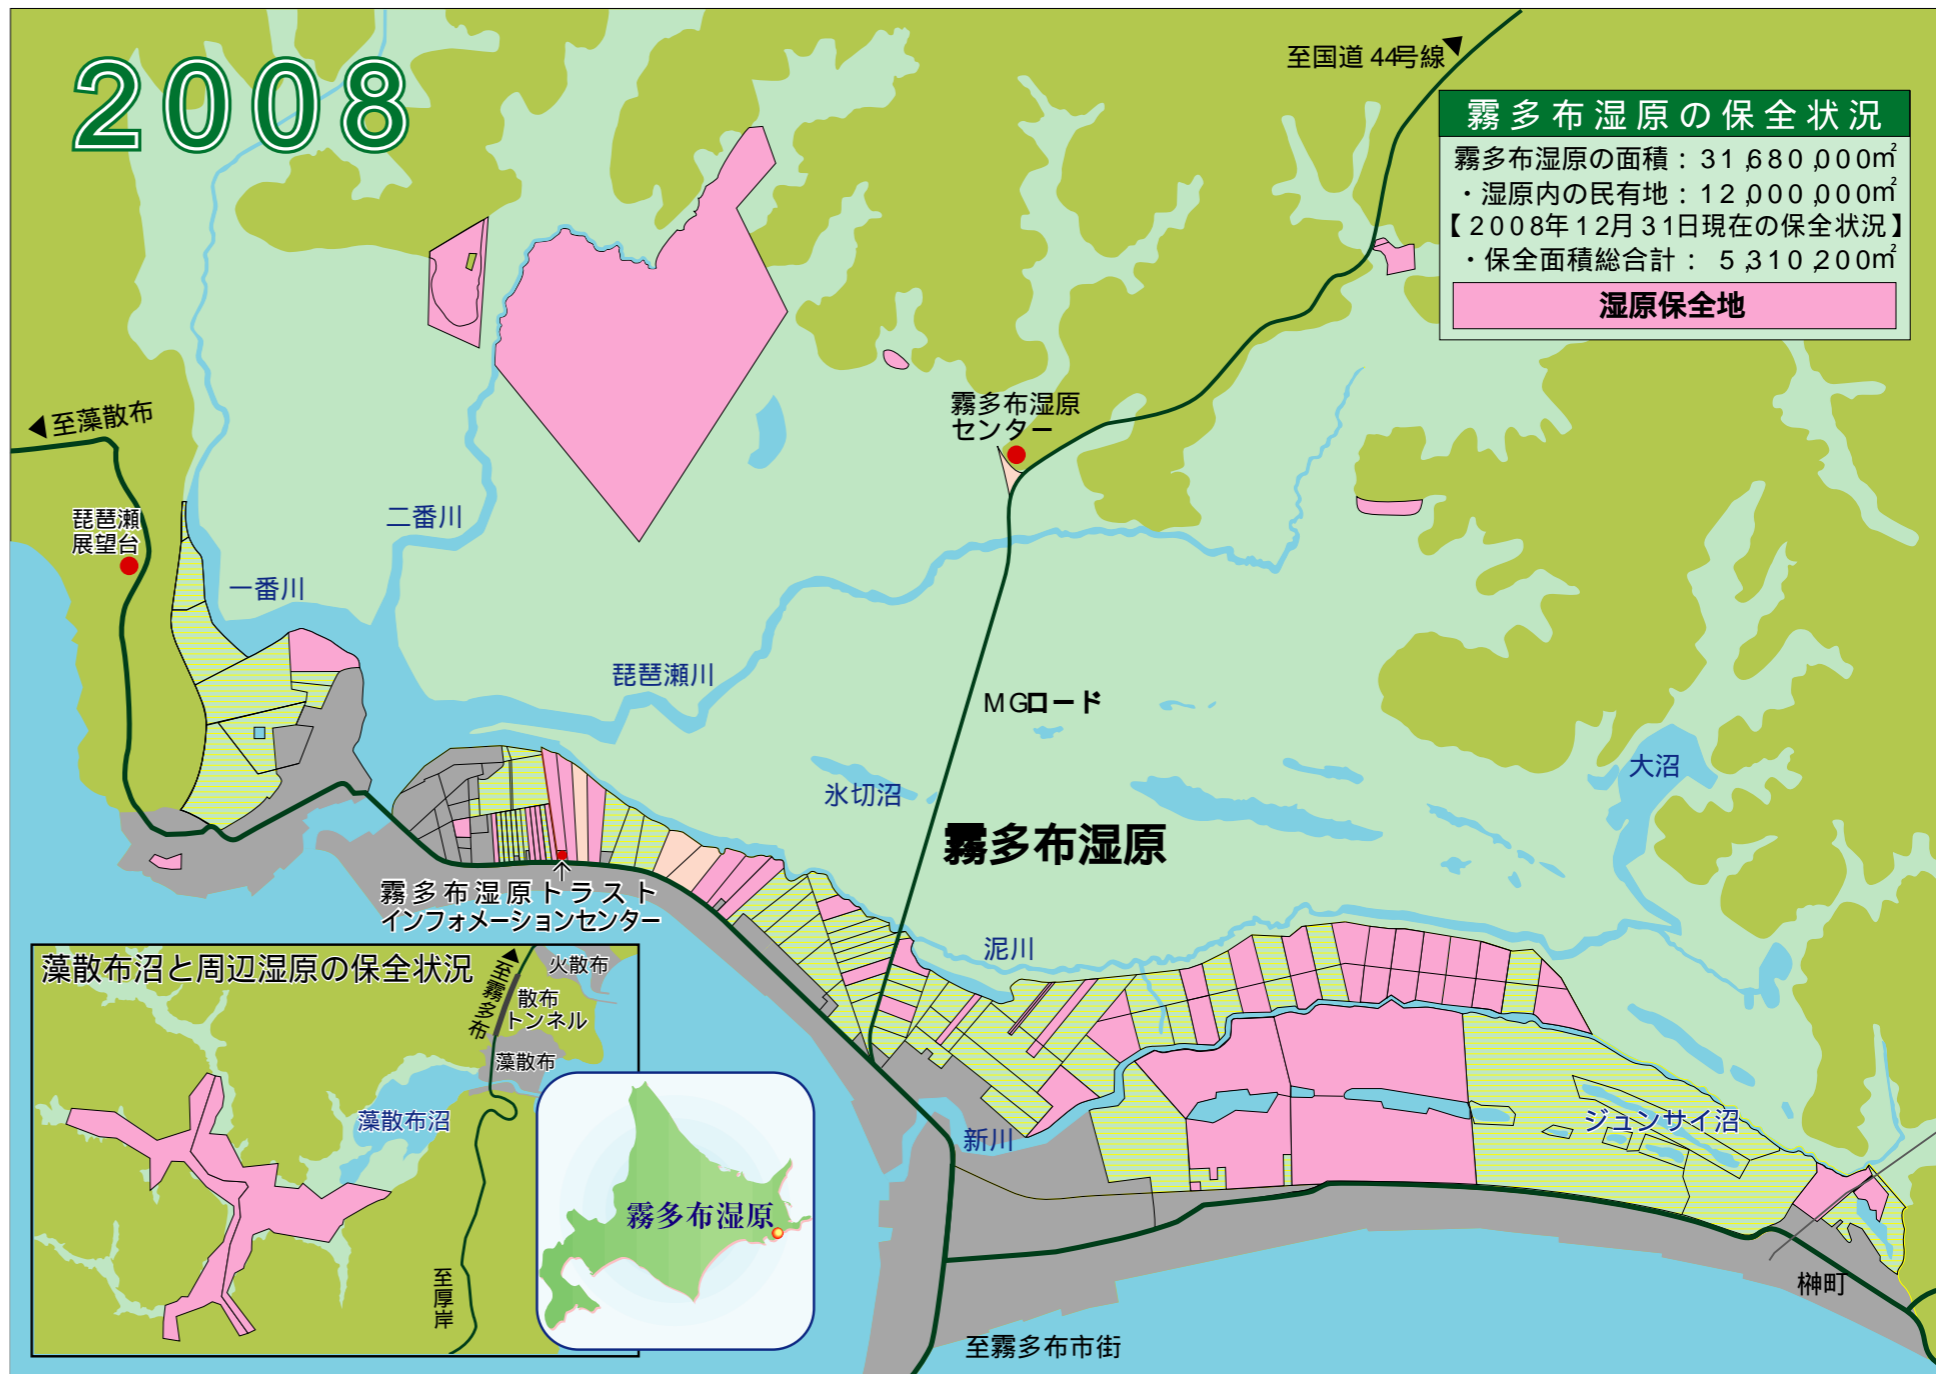 2008
至国道44号線
霧多布湿原の保全状況
霧多布湿原の面積：31,680,000㎡
・湿原内の民有地：12,000,000㎡
【2008年12月31日現在の保全状況】
・保全面積総合計： 5,310,200㎡
湿原保全地
至藻散布
霧多布湿原
センター
琵琶瀬
展望台
二番川
一番川
琵琶瀬川
MGロード
大沼
氷切沼
霧多布湿原
霧多布湿原トラスト
インフォメーションセンター
泥川
藻散布沼と周辺湿原の保全状況
至霧多布
火散布
散布
トンネル
藻散布
藻散布沼
ジュンサイ沼
新川
霧多布湿原
至厚岸
榊町
至霧多布市街